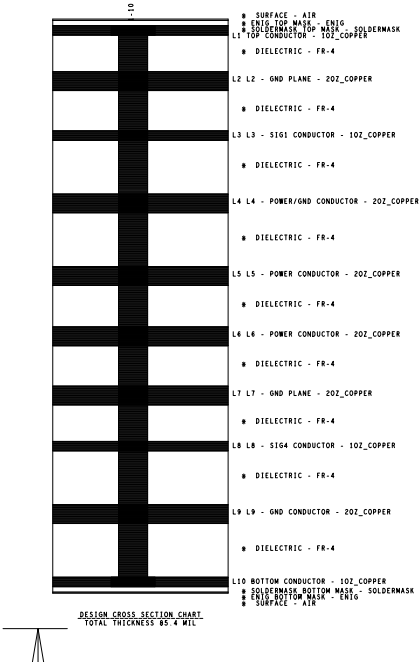 1-10
* SURFACE - AIR
* ENIG TOP MASK - ENIG
* SOLDERMASK TOP MASK - SOLDERMASK
L1 TOP CONDUCTOR - 1OZ_COPPER
* DIELECTRIC - FR-4
L2 L2 - GND PLANE - 2OZ_COPPER
* DIELECTRIC - FR-4
L3 L3 - SIG1 CONDUCTOR - 1OZ_COPPER
* DIELECTRIC - FR-4
L4 L4 - POWER/GND CONDUCTOR - 2OZ_COPPER
* DIELECTRIC - FR-4
L5 L5 - POWER CONDUCTOR - 2OZ_COPPER
* DIELECTRIC - FR-4
L6 L6 - POWER CONDUCTOR - 2OZ_COPPER
* DIELECTRIC - FR-4
L7 L7 - GND PLANE - 2OZ_COPPER
* DIELECTRIC - FR-4
L8 L8 - SIG4 CONDUCTOR - 1OZ_COPPER
* DIELECTRIC - FR-4
L9 L9 - GND CONDUCTOR - 2OZ_COPPER
* DIELECTRIC - FR-4
L10 BOTTOM CONDUCTOR - 1OZ_COPPER
* SOLDERMASK BOTTOM MASK - SOLDERMASK
* ENIG BOTTOM MASK - ENIG
* SURFACE - AIR
DESIGN CROSS SECTION CHART
TOTAL THICKNESS 85.4 MIL